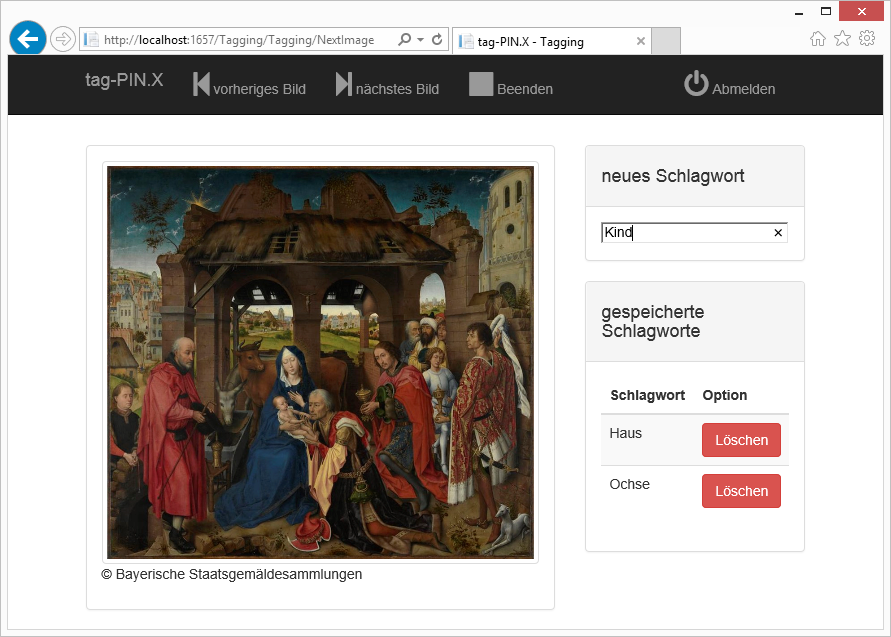 http://localhost:1657/Tagging/Tagging/NextImage
tag-PIN.X - Tagging
tag-PIN.X
vorheriges Bild
nächstes Bild
Beenden
Abmelden
neues Schlagwort
Kind
gespeicherte
Schlagworte
Schlagwort Option
Haus Löschen
Ochse Löschen
© Bayerische Staatsgemäldesammlungen